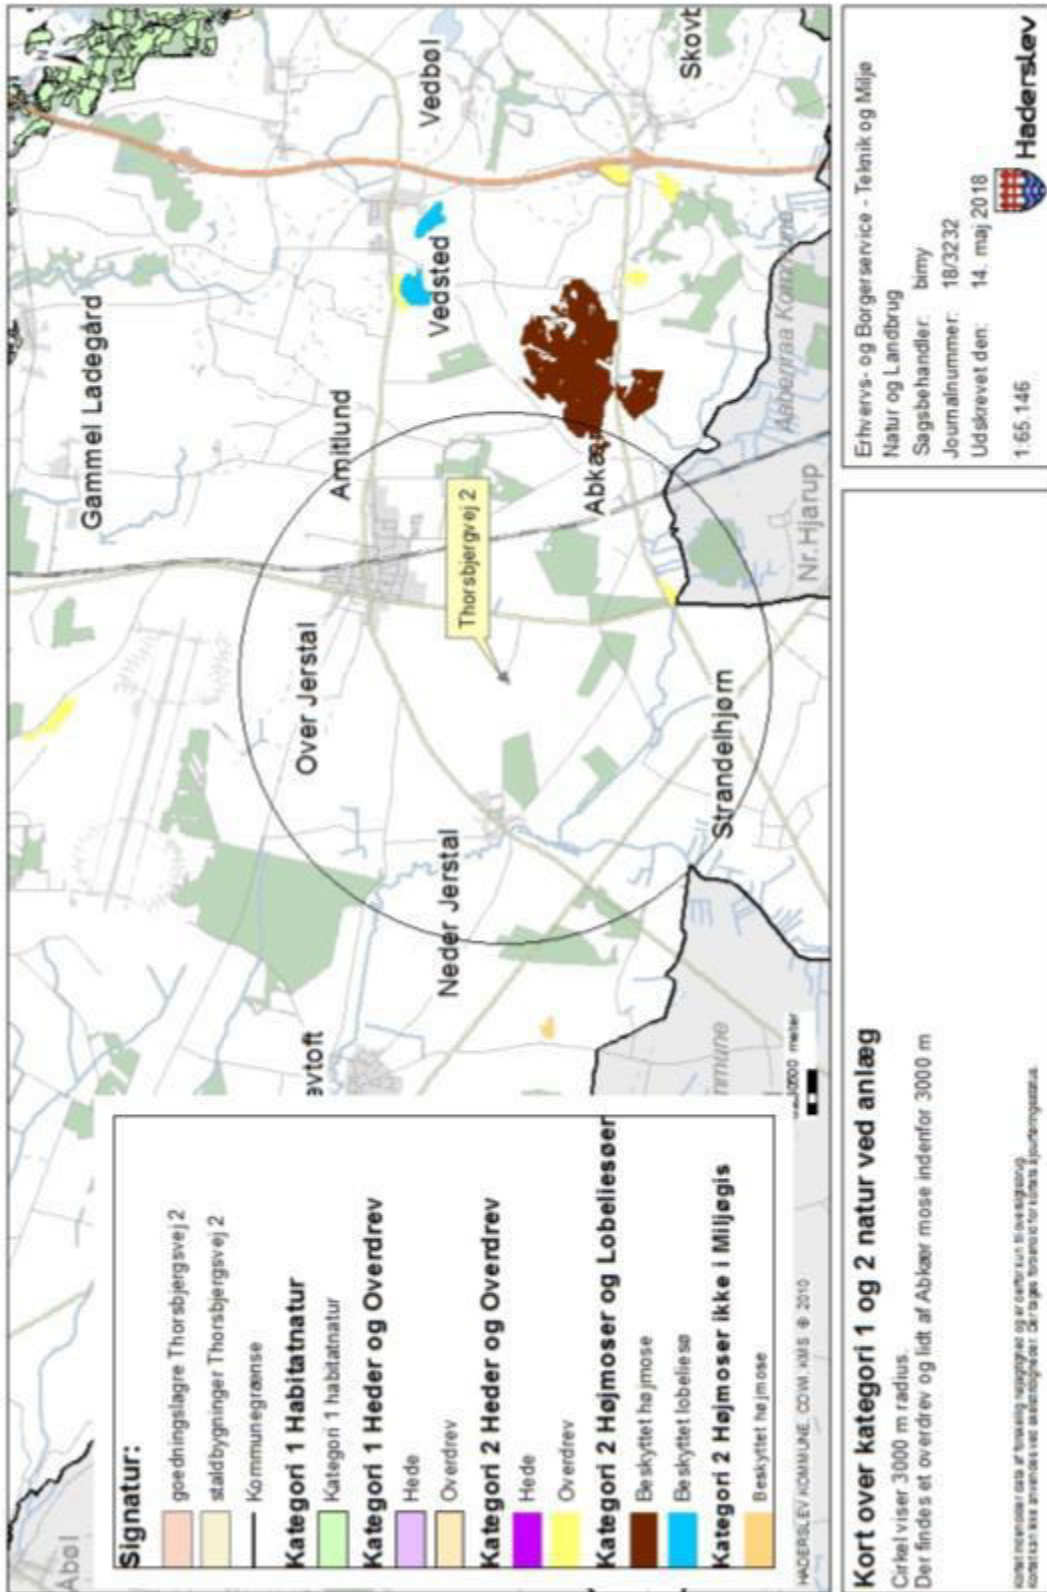 Abøl
Signatur:
goedningslagre Thorsbjergsvej 2
staldbygninger Thorsbjergsvej 2
Kommunegrænse
Kategori 1 Habitatnatur
Kategori 1 habitatnatur
Kategori 1 Heder og Overdrev
Hede
Overdrev
Kategori 2 Heder og Overdrev
Hede
Overdrev
Kategori 2 Højmoser og Lobeliesøer
Beskyttet højmose
Beskyttet lobeliesø
Kategori 2 Højmoser ikke i Miljøgis
Beskyttet højmose
HADERSLEV KOMMUNE, COWI, KMS © 2010
meter
avtoft
Gammel Ladegård
Over Jerstal
Amitlund
Neder Jerstal
Thorsbjergvej 2
Vedbøl
Vedsted
Skovb
Abkæ
Strandelhjørn
Nr. Hjarup
Aabenraa Kommune
mmune
N
Kort over kategori 1 og 2 natur ved anlæg
Cirkel viser 3000 m radius.
Der findes et overdrev og lidt af Abkær mose indenfor 3000 m
Erhvervs- og Borgerservice - Teknik og Miljø
Natur og Landbrug
Sagsbehandler: bimy
Journalnummer: 18/3232
Udskrevet den: 14. maj 2018
1:65.146
Haderslev